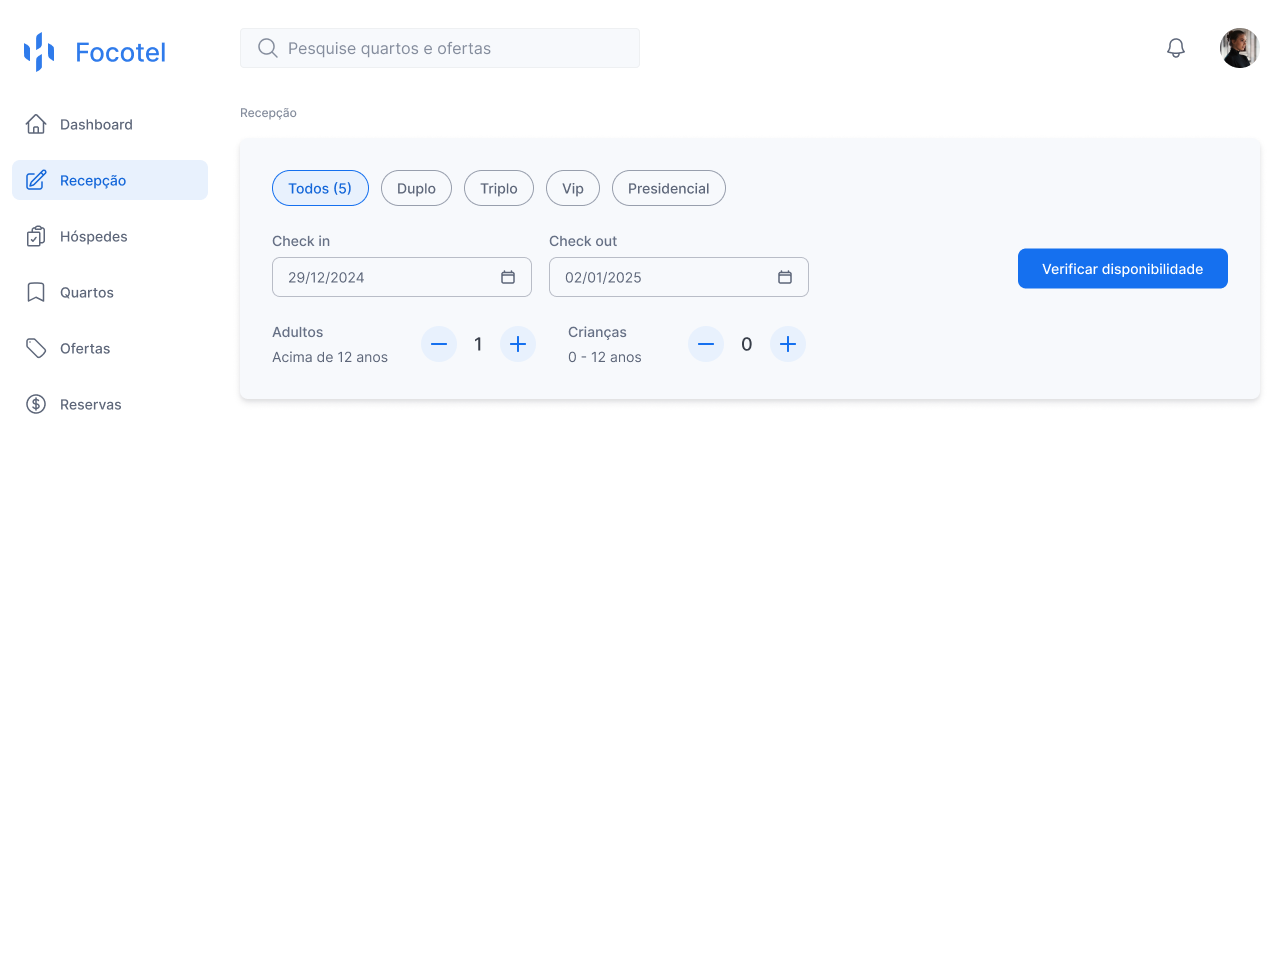 Focotel
Pesquise quartos e ofertas
Dashboard
Recepção
Hóspedes
Quartos
Ofertas
Reservas
Recepção
Todos (5)
Duplo
Triplo
Vip
Presidencial
Check in
29/12/2024
Check out
02/01/2025
Verificar disponibilidade
Adultos
Acima de 12 anos
1
Crianças
0 - 12 anos
0